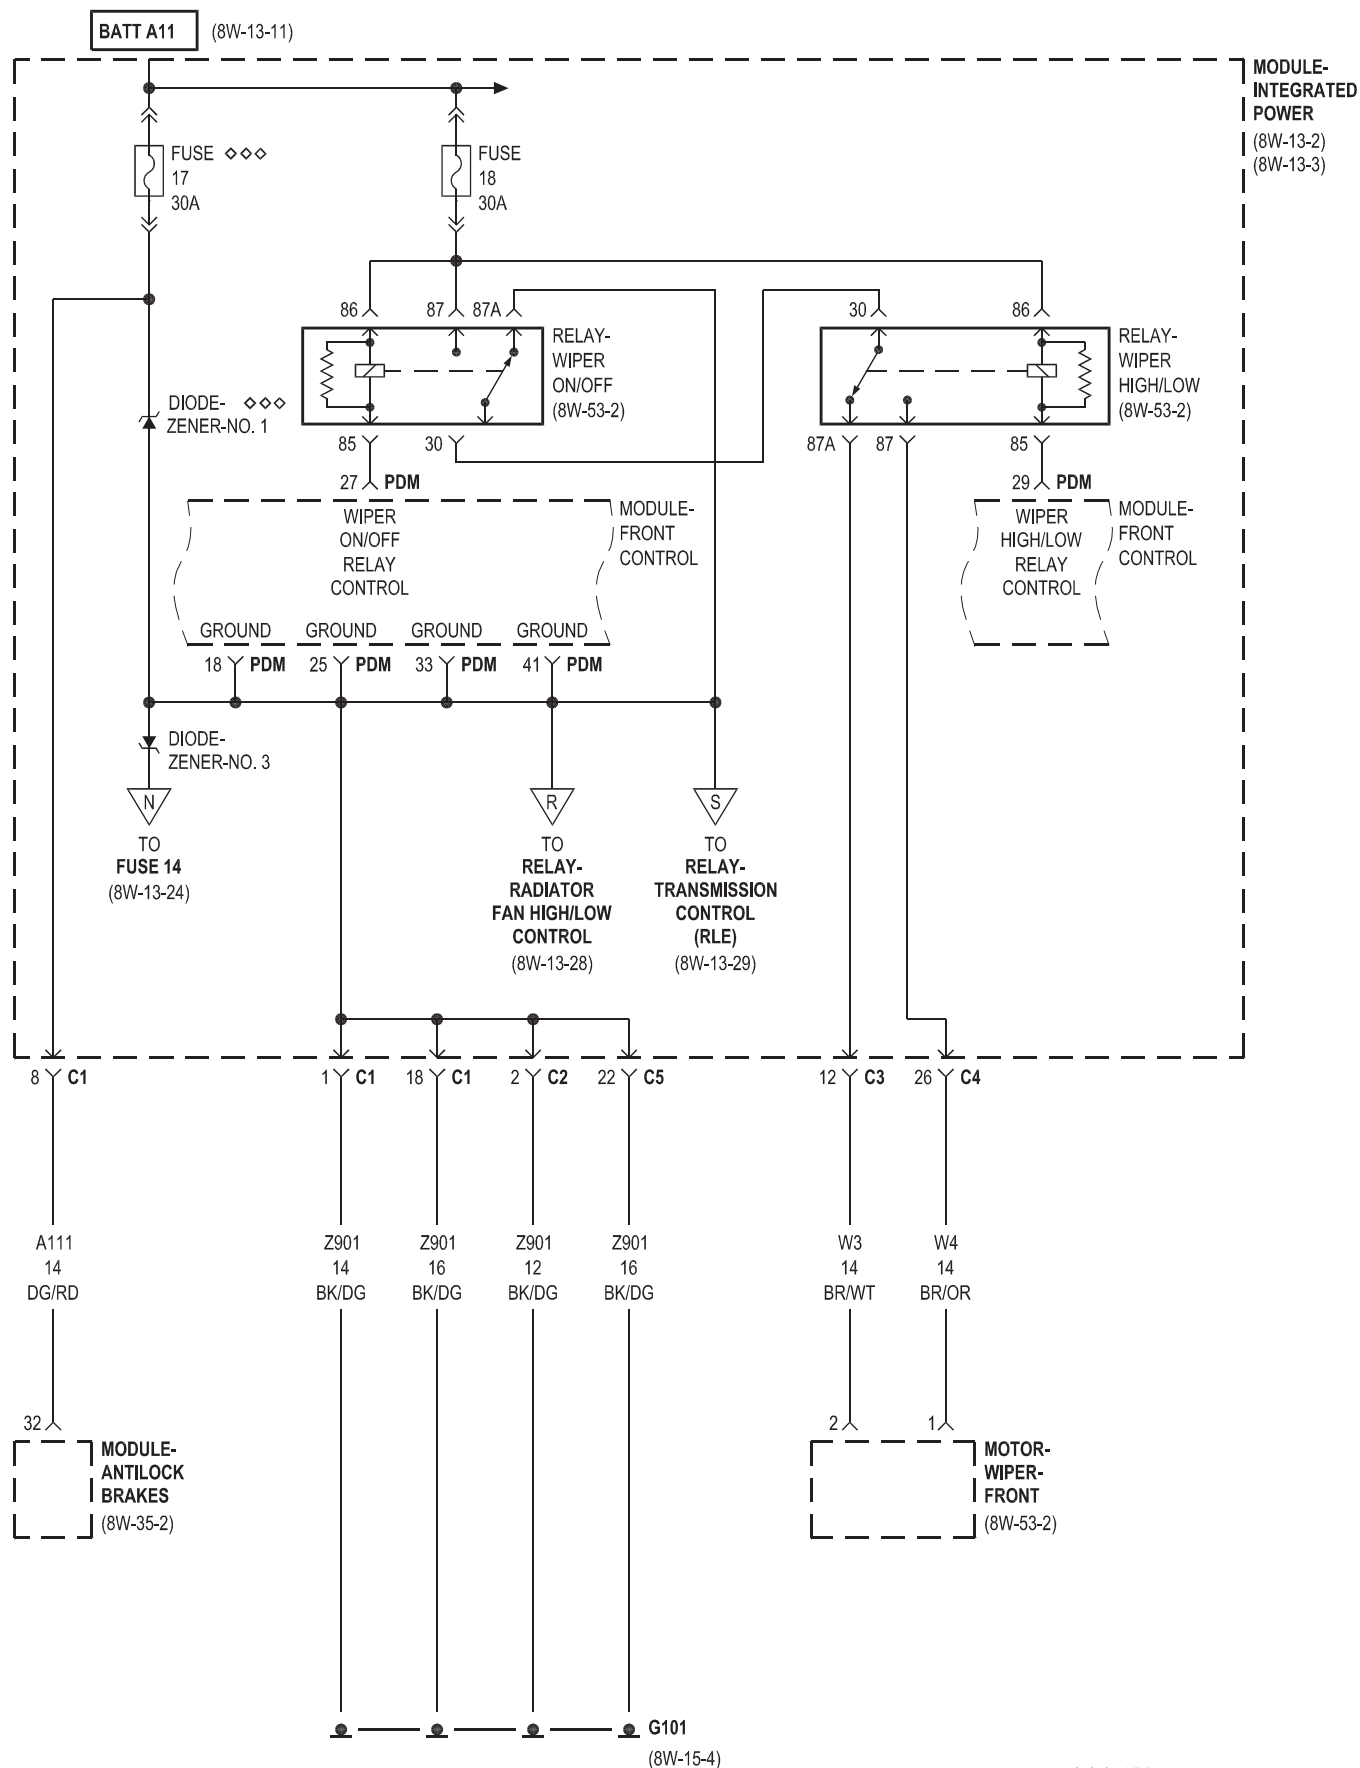 BATT A11 (8W-13-11)
MODULE-
INTEGRATED
POWER
(8W-13-2)
(8W-13-3)
FUSE
17
30A
FUSE
18
30A
86 87 87A
30 86
RELAY-
WIPER
ON/OFF
(8W-53-2)
RELAY-
WIPER
HIGH/LOW
(8W-53-2)
DIODE-
ZENER-NO. 1
85 30
87A 87 85
27 PDM
29 PDM
WIPER
ON/OFF
RELAY
CONTROL
MODULE-
FRONT
CONTROL
WIPER
HIGH/LOW
RELAY
CONTROL
MODULE-
FRONT
CONTROL
GROUND GROUND GROUND GROUND
18 PDM 25 PDM 33 PDM 41 PDM
DIODE-
ZENER-NO. 3
N
TO
FUSE 14
(8W-13-24)
R
TO
RELAY-
RADIATOR
FAN HIGH/LOW
CONTROL
(8W-13-28)
S
TO
RELAY-
TRANSMISSION
CONTROL
(RLE)
(8W-13-29)
8 C1 1 C1 18 C1 2 C2 22 C5 12 C3 26 C4
A111
14
DG/RD
Z901
14
BK/DG
Z901
16
BK/DG
Z901
12
BK/DG
Z901
16
BK/DG
W3
14
BR/WT
W4
14
BR/OR
32
2 1
MODULE-
ANTILOCK
BRAKES
(8W-35-2)
MOTOR-
WIPER-
FRONT
(8W-53-2)
G101
(8W-15-4)